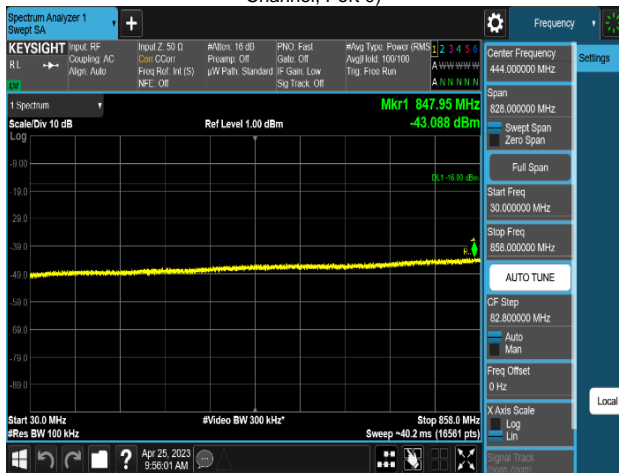 Channel, Port 0)
Spectrum Analyzer 1
Swept SA
Frequency
KEYSIGHT
RL
Input: RF
Coupling: AC
Align: Auto
Input Z: 50 Ω
Corr CCorr
Freq Ref: Int (S)
NFE: Off
#Atten: 16 dB
Preamp: Off
µW Path: Standard
PNO: Fast
Gate: Off
IF Gain: Low
Sig Track: Off
#Avg Type: Power (RMS
Avg|Hold: 100/100
Trig: Free Run
1 2 3 4 5 6
A W W W W W
A N N N N N
1 Spectrum
Scale/Div 10 dB
Log
Ref Level 1.00 dBm
Mkr1 847.95 MHz
-43.088 dBm
DL1 -16.00 dBm
-9.00
-19.0
-29.0
-39.0
-49.0
-59.0
-69.0
-79.0
-89.0
Start 30.0 MHz
#Res BW 100 kHz
#Video BW 300 kHz*
Stop 858.0 MHz
Sweep ~40.2 ms (16561 pts)
Center Frequency
444.000000 MHz
Settings
Span
828.000000 MHz
Swept Span
Zero Span
Full Span
Start Freq
30.000000 MHz
Stop Freq
858.000000 MHz
AUTO TUNE
CF Step
82.800000 MHz
Auto
Man
Freq Offset
0 Hz
X Axis Scale
Log
Lin
Local
Signal Track
(Span Zoom)
?
Apr 25, 2023
9:56:01 AM